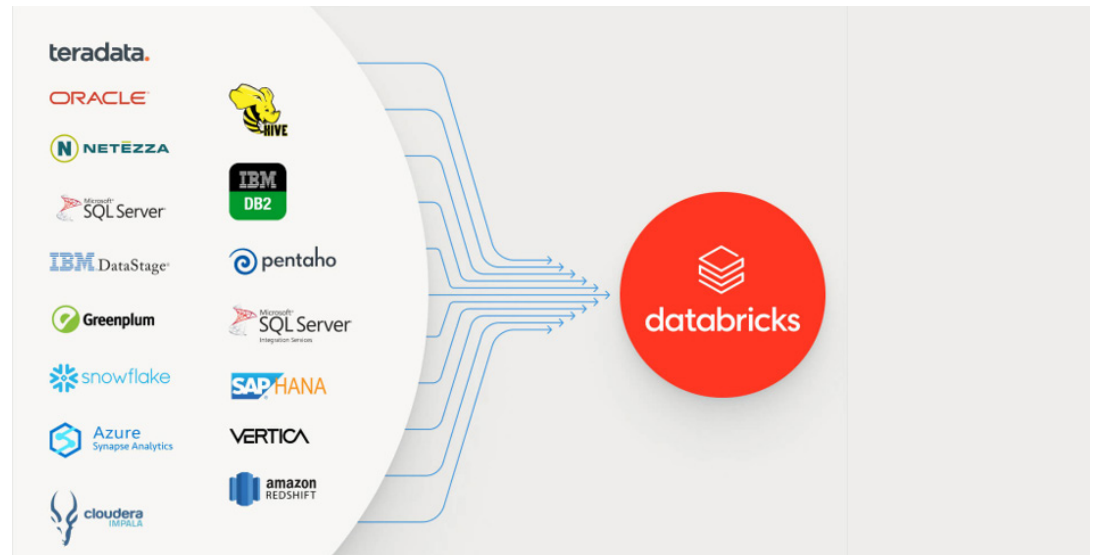 teradata.
ORACLE
N NETĒZZA
Microsoft
SQL Server
IBM DataStage
Greenplum
snowflake
Azure
Synapse Analytics
cloudera
IMPALA
HIVE
IBM
DB2
pentaho
Microsoft
SQL Server
Integration Services
SAP HANA
VERTICA
amazon
REDSHIFT
databricks